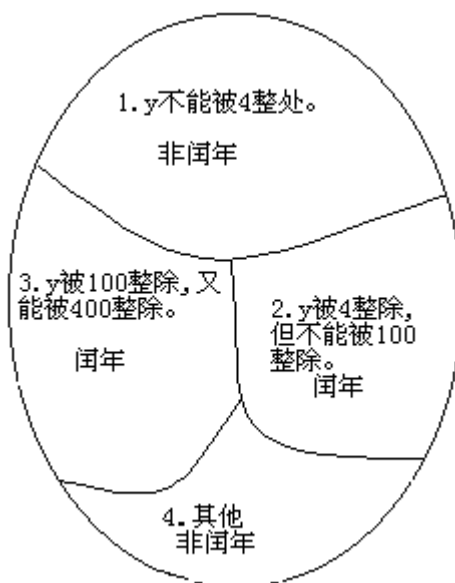 1.y不能被4整处。
非闰年
3.y被100整除,又
能被400整除。
闰年
2.y被4整除,
但不能被100
整除。
闰年
4.其他
非闰年